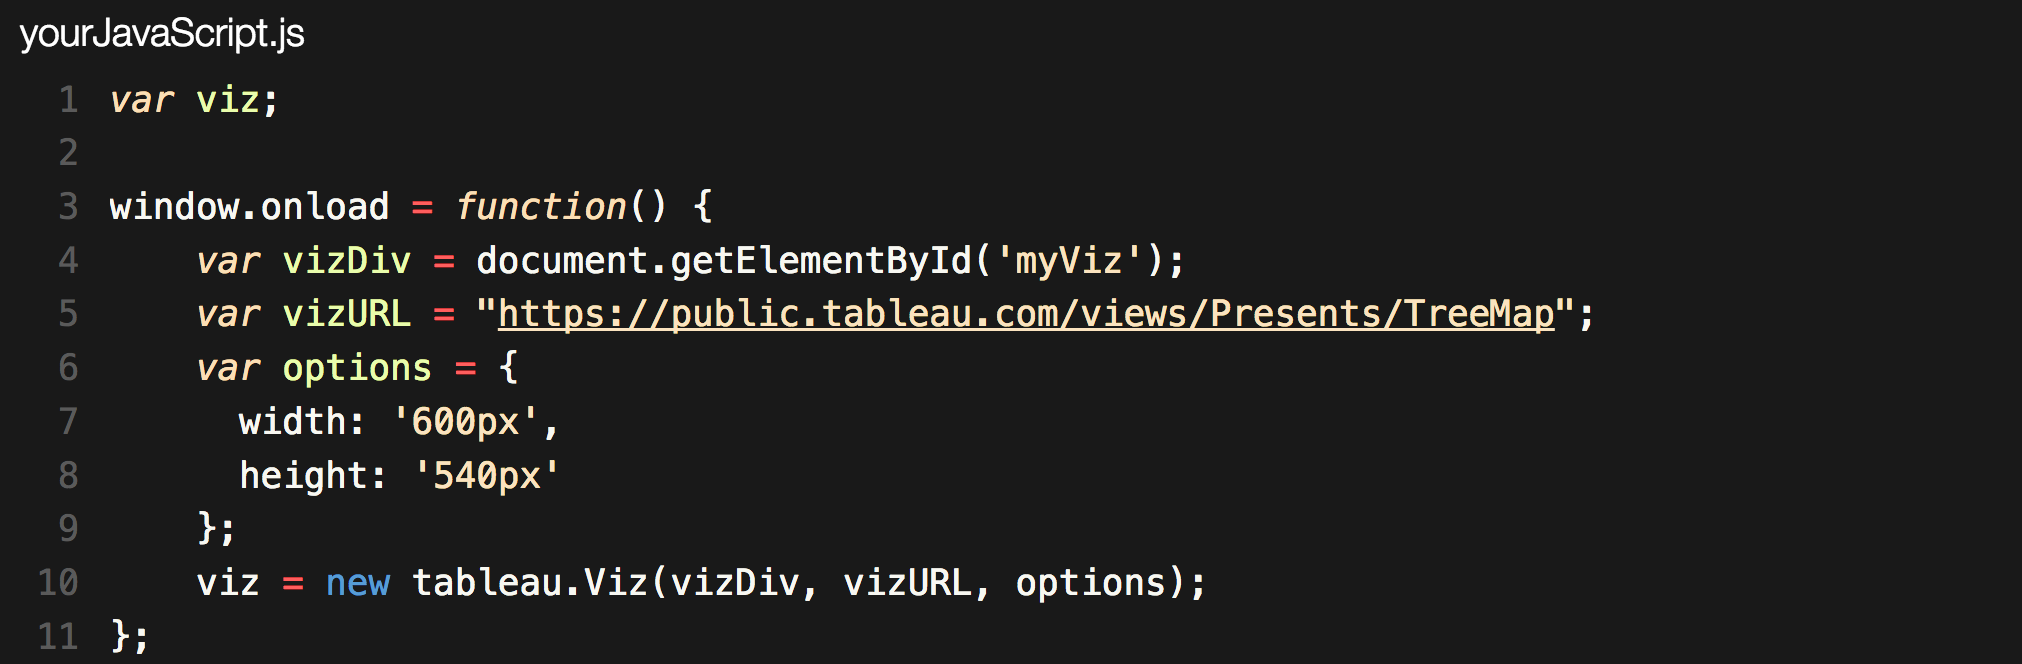 yourJavaScript.js
1 var viz;
2
3 window.onload = function() {
4     var vizDiv = document.getElementById('myViz');
5     var vizURL = "https://public.tableau.com/views/Presents/TreeMap";
6     var options = {
7       width: '600px',
8       height: '540px'
9     };
10     viz = new tableau.Viz(vizDiv, vizURL, options);
11 };